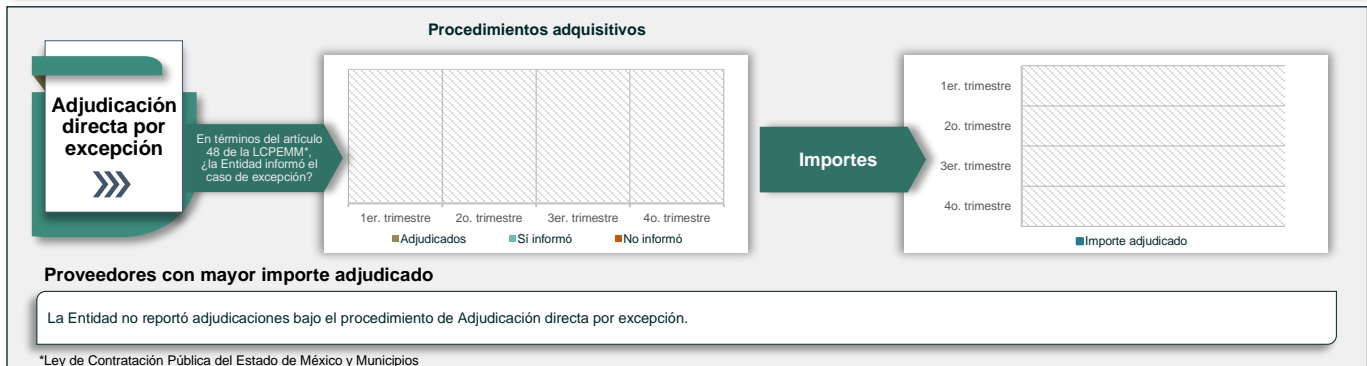 Procedimientos adquisitivos
Adjudicación
directa por
excepción
En términos del artículo
48 de la LCPEMM*,
¿la Entidad informó el
caso de excepción?
1er. trimestre 2o. trimestre 3er. trimestre 4o. trimestre
Adjudicados Sí informó No informó
Importes
1er. trimestre
2o. trimestre
3er. trimestre
4o. trimestre
Importe adjudicado
Proveedores con mayor importe adjudicado
La Entidad no reportó adjudicaciones bajo el procedimiento de Adjudicación directa por excepción.
*Ley de Contratación Pública del Estado de México y Municipios